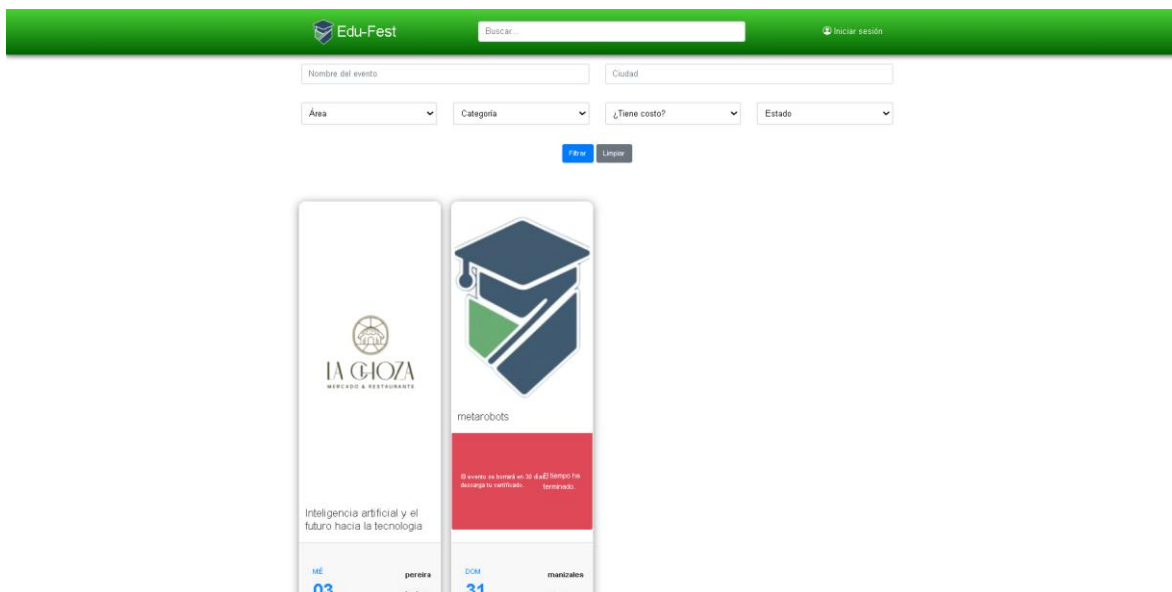 Edu-Fest
Buscar...
Iniciar sesión
Nombre del evento
Ciudad
Área
Categoría
¿Tiene costo?
Estado
Filtrar
Limpiar
LA CHOZA
MERCADO & RESTAURANTE
Inteligencia artificial y el
futuro hacia la tecnologia
metarobots
El evento se borrará en 30 días
descarga tu certificado.
El tiempo ha
terminado.
MIÉ
03
pereira
DOM
31
manizales